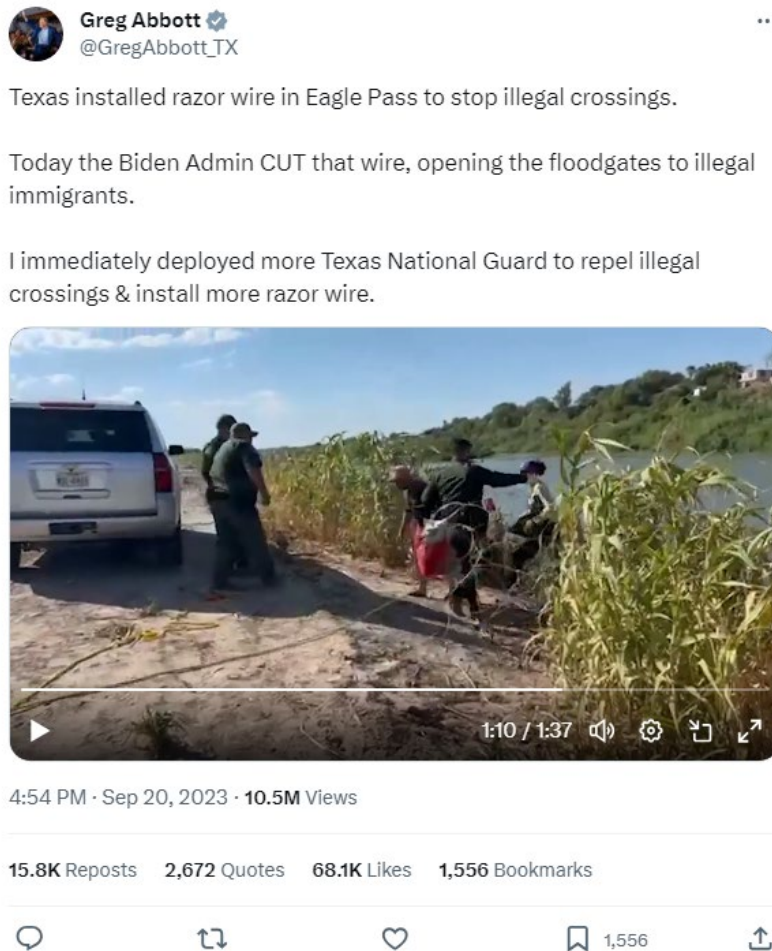 Greg Abbott
@GregAbbott_TX
Texas installed razor wire in Eagle Pass to stop illegal crossings.
Today the Biden Admin CUT that wire, opening the floodgates to illegal
immigrants.
I immediately deployed more Texas National Guard to repel illegal
crossings & install more razor wire.
1:10 / 1:37
4:54 PM · Sep 20, 2023 · 10.5M Views
15.8K Reposts 2,672 Quotes 68.1K Likes 1,556 Bookmarks
1,556